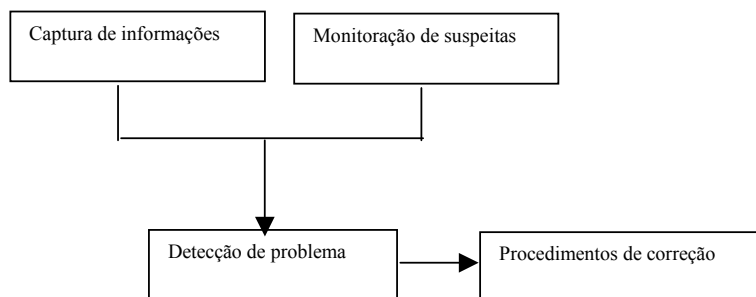 Captura de informações
Monitoração de suspeitas
Detecção de problema
Procedimentos de correção